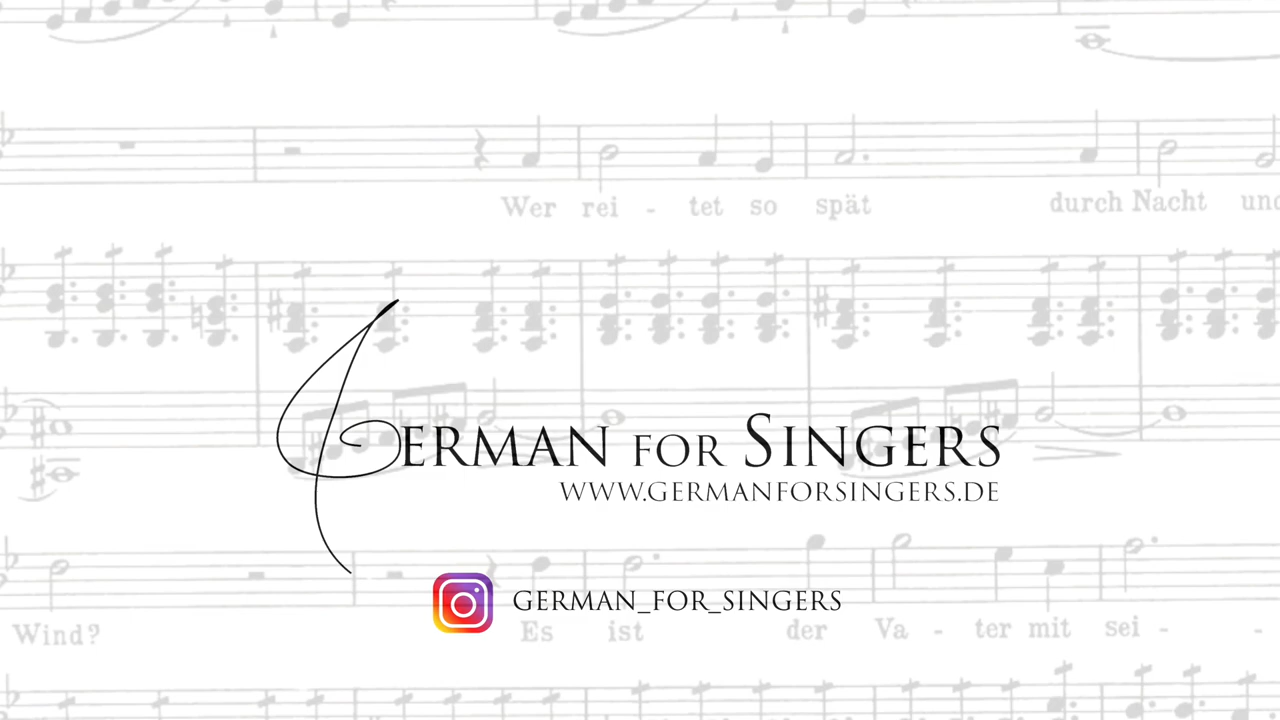 Wer rei - tet so spät durch Nacht und
GERMAN FOR SINGERS
WWW.GERMANFORSINGERS.DE
GERMAN_FOR_SINGERS
Wind? Es ist der Va - ter mit sei - -